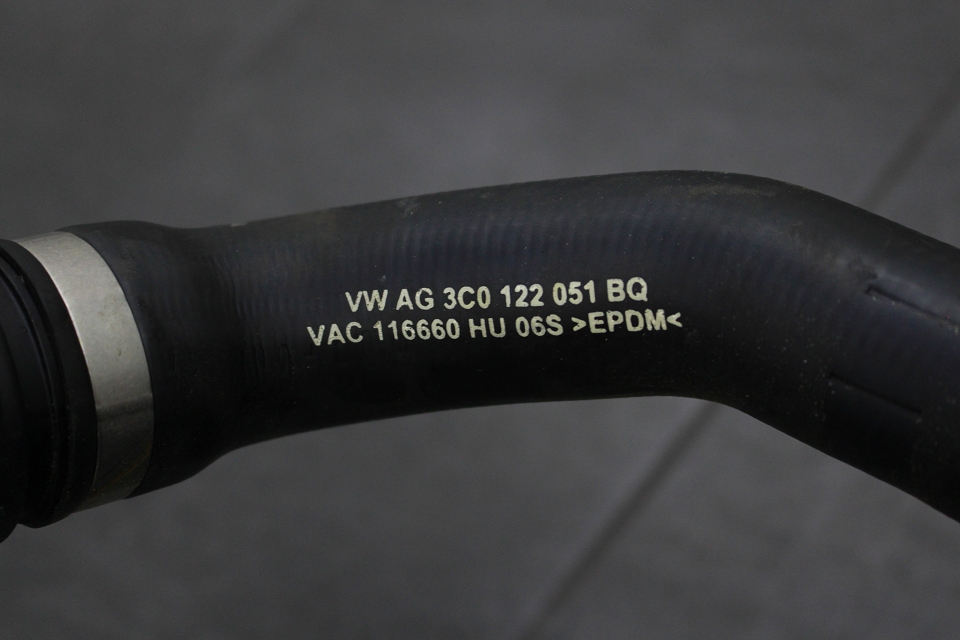 VW AG 3C0 122 051 BQ
VAC 116660 HU 06S >EPDM<